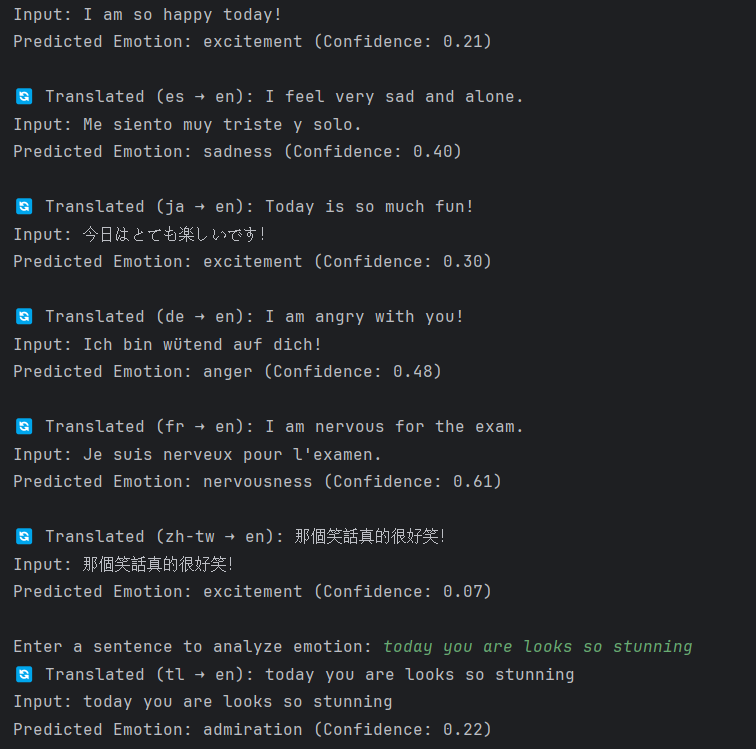 Input: I am so happy today!
Predicted Emotion: excitement (Confidence: 0.21)
🔄 Translated (es → en): I feel very sad and alone.
Input: Me siento muy triste y solo.
Predicted Emotion: sadness (Confidence: 0.40)
🔄 Translated (ja → en): Today is so much fun!
Input: 今日はとても楽しいです!
Predicted Emotion: excitement (Confidence: 0.30)
🔄 Translated (de → en): I am angry with you!
Input: Ich bin wütend auf dich!
Predicted Emotion: anger (Confidence: 0.48)
🔄 Translated (fr → en): I am nervous for the exam.
Input: Je suis nerveux pour l'examen.
Predicted Emotion: nervousness (Confidence: 0.61)
🔄 Translated (zh-tw → en): 那個笑話真的很好笑!
Input: 那個笑話真的很好笑!
Predicted Emotion: excitement (Confidence: 0.07)
Enter a sentence to analyze emotion: today you are looks so stunning
🔄 Translated (tl → en): today you are looks so stunning
Input: today you are looks so stunning
Predicted Emotion: admiration (Confidence: 0.22)